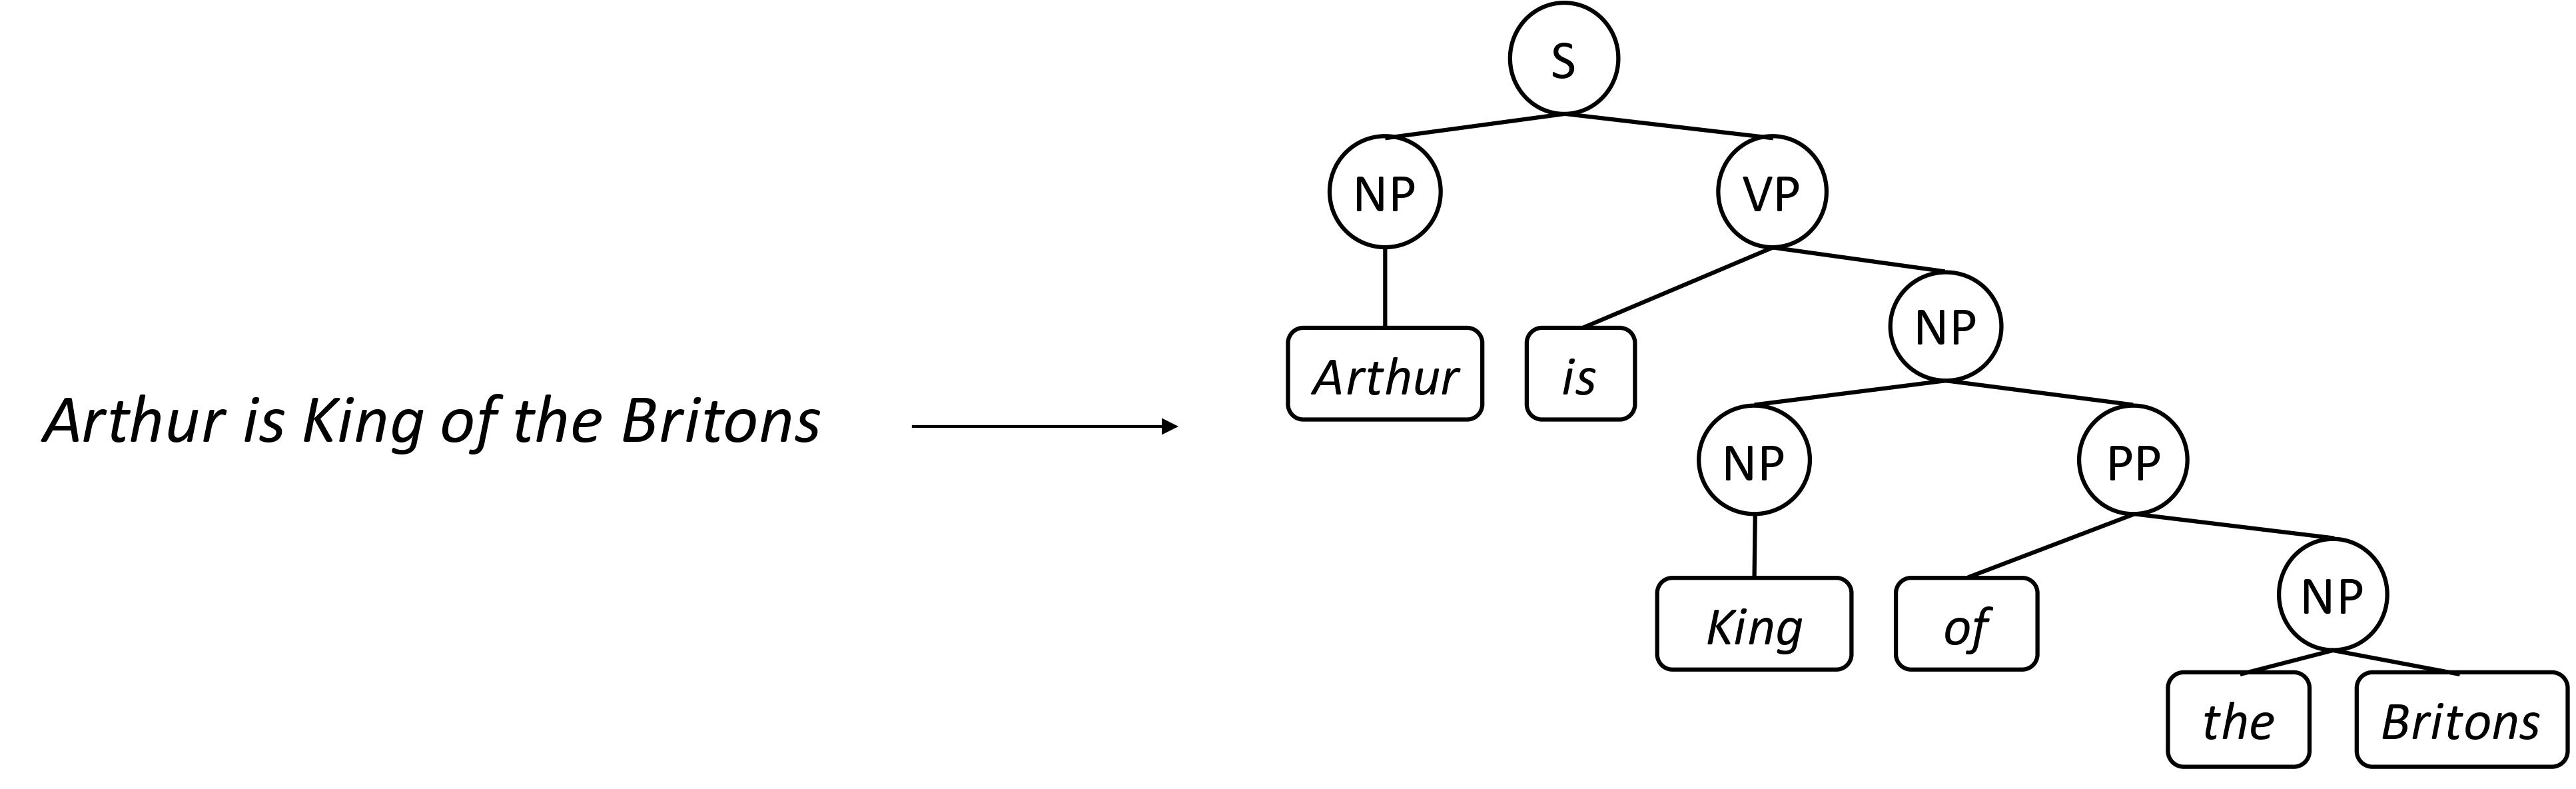 S
NP VP
NP
Arthur is
Arthur is King of the Britons
NP PP
NP
King of
the Britons